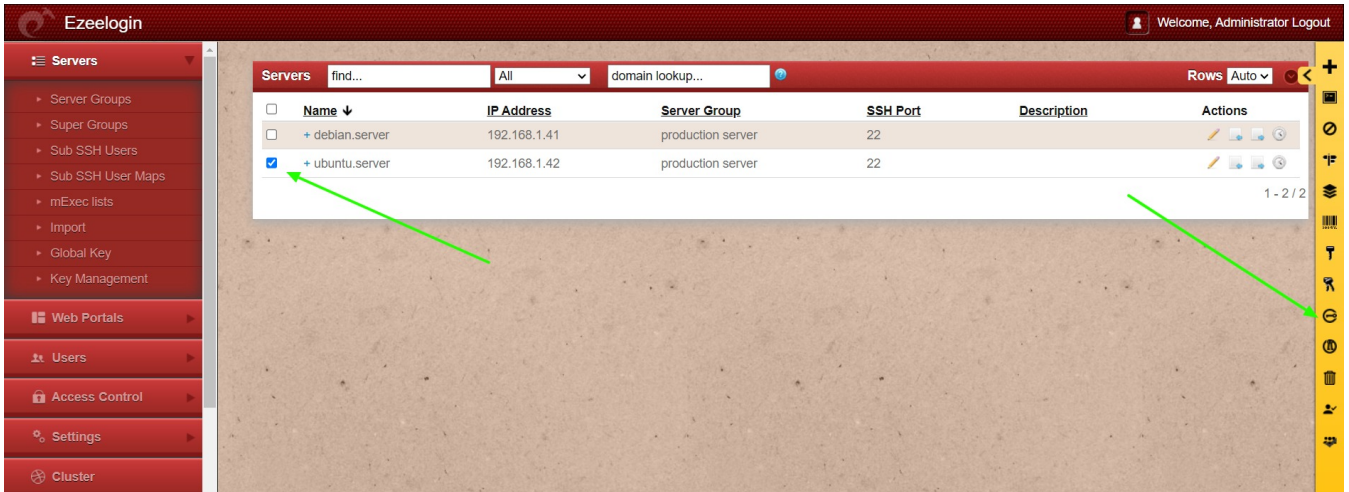 Ezeelogin
Welcome, Administrator Logout
Servers
Server Groups
Super Groups
Sub SSH Users
Sub SSH User Maps
mExec lists
Import
Global Key
Key Management
Web Portals
Users
Access Control
Settings
Cluster
Servers find... All domain lookup... Rows Auto
Name IP Address Server Group SSH Port Description Actions
+ debian.server 192.168.1.41 production server 22
+ ubuntu.server 192.168.1.42 production server 22
1 - 2 / 2